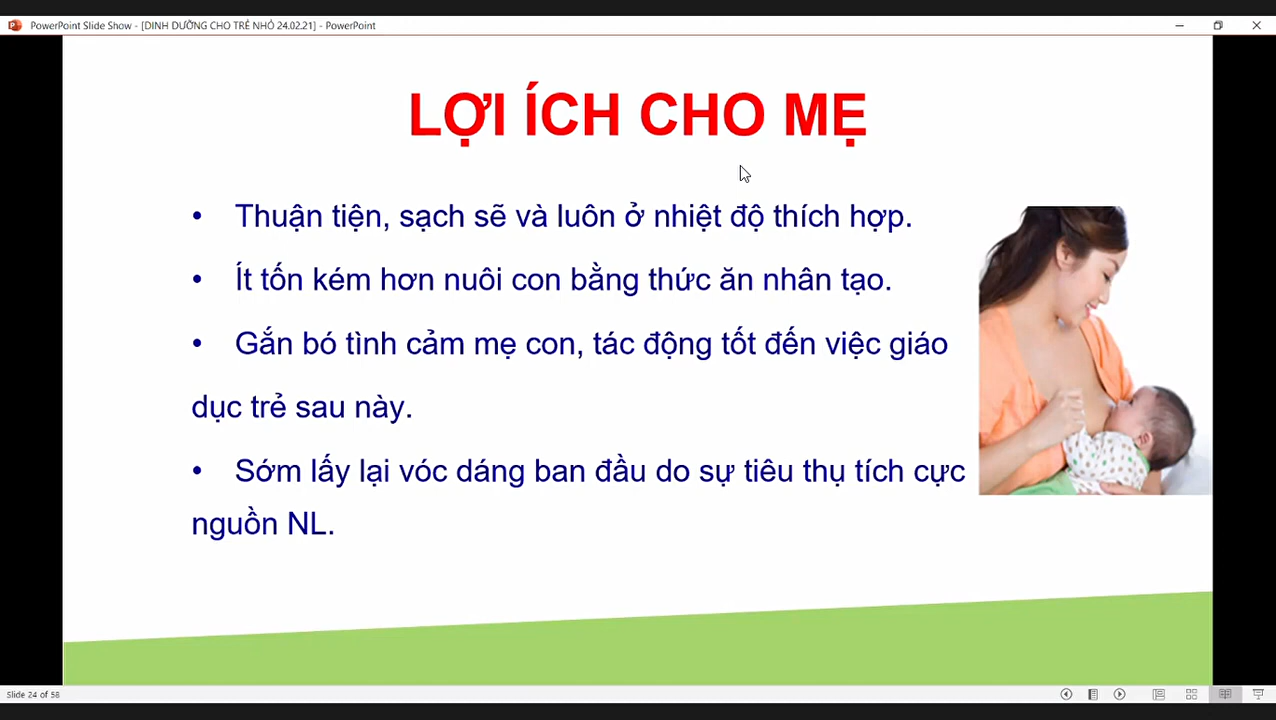 PowerPoint Slide Show - [DINH DƯỠNG CHO TRẺ NHỎ 24.02.21] - PowerPoint
LỢI ÍCH CHO MẸ
• Thuận tiện, sạch sẽ và luôn ở nhiệt độ thích hợp.
• Ít tốn kém hơn nuôi con bằng thức ăn nhân tạo.
• Gắn bó tình cảm mẹ con, tác động tốt đến việc giáo
dục trẻ sau này.
• Sớm lấy lại vóc dáng ban đầu do sự tiêu thụ tích cực
nguồn NL.
Slide 24 of 58